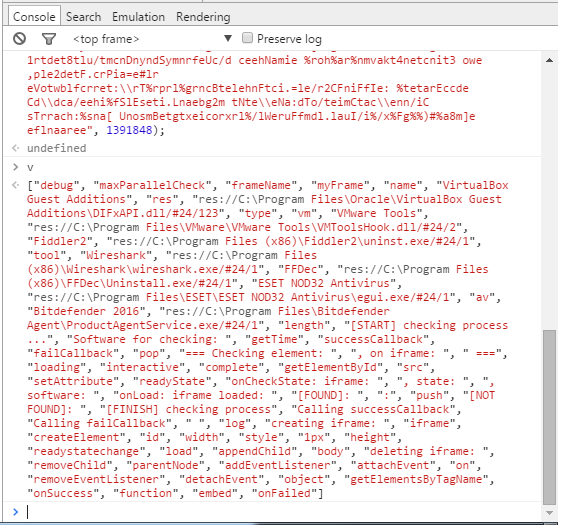 Console Search Emulation Rendering
<top frame> ▼ Preserve log
1rtdet8tlu/tmcnDnyndSymnrfeUc/d ceehNamie %roh%ar%nmvakt4netcnit3 owe
,ple2detF.crPia=e#lr
eVotwblfcrret:\\rT%rprl%grncBtelehnFtci.=le/r2CFniFfIe: %tetarEccde
Cd\\dca/eehi%fSlEseti.Lnaebg2m tNte\\eNa:dTo/teimCtac\\enn/iC
sTrrach:%sna[ UnosmBetgtxeicorxrl%/lWeruFfmdl.lauI/i%/x%Fg%%)#%a8m]e
eflnaaree", 1391848);
undefined
> v
["debug", "maxParallelCheck", "frameName", "myFrame", "name", "VirtualBox
Guest Additions", "res", "res://C:\Program Files\Oracle\VirtualBox Guest
Additions\DIFxAPI.dll/#24/123", "type", "vm", "VMware Tools",
"res://C:\Program Files\VMware\VMware Tools\VMToolsHook.dll/#24/2",
"Fiddler2", "res://C:\Program Files (x86)\Fiddler2\uninst.exe/#24/1",
"tool", "Wireshark", "res://C:\Program Files
(x86)\Wireshark\wireshark.exe/#24/1", "FFDec", "res://C:\Program Files
(x86)\FFDec\Uninstall.exe/#24/1", "ESET NOD32 Antivirus",
"res://C:\Program Files\ESET\ESET NOD32 Antivirus\egui.exe/#24/1", "av",
"Bitdefender 2016", "res://C:\Program Files\Bitdefender
Agent\ProductAgentService.exe/#24/1", "length", "[START] checking process
...", "Software for checking: ", "getTime", "successCallback",
"failCallback", "pop", "=== Checking element: ", ", on iframe: ", " ===",
"loading", "interactive", "complete", "getElementById", "src",
"setAttribute", "readyState", "onCheckState: iframe: ", ", state: ", ",
software: ", "onLoad: iframe loaded: ", "[FOUND]: ", ":", "push", "[NOT
FOUND]: ", "[FINISH] checking process", "Calling successCallback",
"Calling failCallback", " ", "log", "creating iframe: ", "iframe",
"createElement", "id", "width", "style", "1px", "height",
"readystatechange", "load", "appendChild", "body", "deleting iframe: ",
"removeChild", "parentNode", "addEventListener", "attachEvent", "on",
"removeEventListener", "detachEvent", "object", "getElementsByTagName",
"onSuccess", "function", "embed", "onFailed"]
>